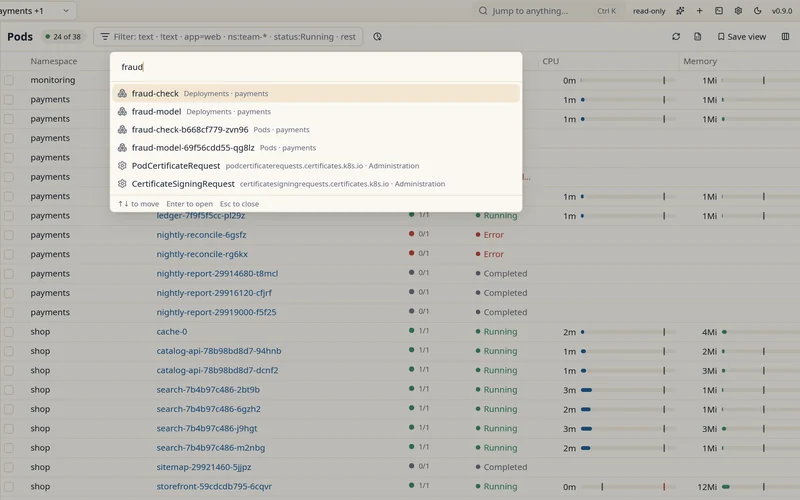 ayments +1 Jump to anything... Ctrl K read-only v0.9.0
Pods 24 of 38 Filter: text · !text · app=web · ns:team-* · status:Running · rest Save view
Namespace CPU Memory
fraud
monitoring 0m 1Mi
fraud-check Deployments · payments
payments 1m 1Mi
fraud-model Deployments · payments
payments 1m 1Mi
fraud-check-b668cf779-zvn96 Pods · payments
payments
fraud-model-69f56cdd55-qg8lz Pods · payments
payments
PodCertificateRequest podcertificaterequests.certificates.k8s.io · Administration
payments
CertificateSigningRequest certificatesigningrequests.certificates.k8s.io · Administration
payments 1m 1Mi
↑↓ to move Enter to open Esc to close
payments ledger-7f9f5f5cc-pl29z 1/1 Running 1m 1Mi
payments nightly-reconcile-6gsfz 0/1 Error
payments nightly-reconcile-rg6kx 0/1 Error
payments nightly-report-29914680-t8mcl 0/1 Completed
payments nightly-report-29916120-cfjrf 0/1 Completed
payments nightly-report-29919000-f5f25 0/1 Completed
shop cache-0 1/1 Running 2m 4Mi
shop catalog-api-78b98bd8d7-94hnb 1/1 Running 1m 2Mi
shop catalog-api-78b98bd8d7-dcnf2 1/1 Running 1m 3Mi
shop search-7b4b97c486-2bt9b 1/1 Running 3m 1Mi
shop search-7b4b97c486-6gzh2 1/1 Running 2m 1Mi
shop search-7b4b97c486-j9hgt 1/1 Running 3m 3Mi
shop search-7b4b97c486-m2nbg 1/1 Running 2m 1Mi
shop sitemap-29921460-5jjpz 0/1 Completed
shop storefront-59cdcdb795-6cqvr 1/1 Running 0m 12Mi